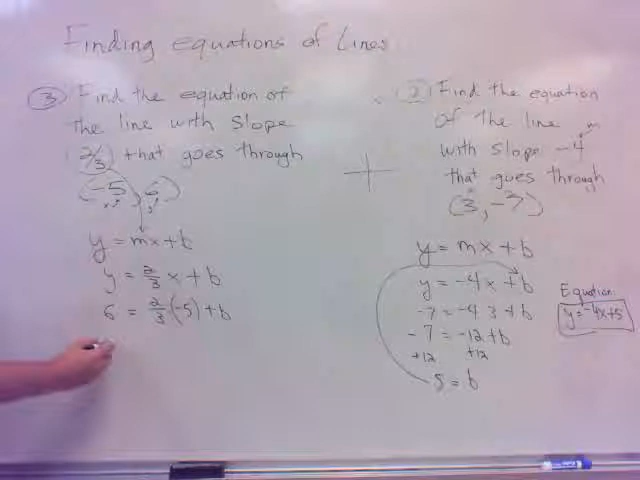 Finding equations of Lines
3 Find the equation of
the line with slope
2/3 that goes through
(-5, 6)
x y
y = mx + b
y = 2/3 x + b
6 = 2/3 (-5) + b
2 Find the equation
of the line
m
with slope -4
that goes through
(3, -7)
y = mx + b
y = -4x + b
-7 = -4·3 + b
-7 = -12 + b
+12 +12
5 = b
Equation:
y = -4x + 5